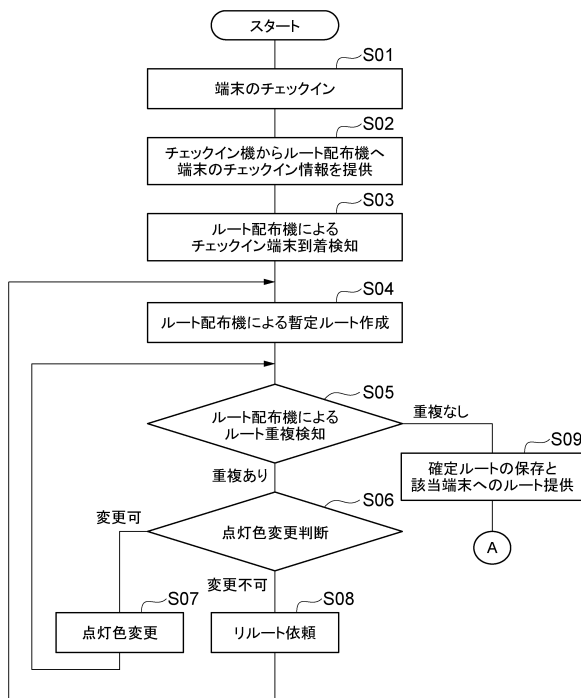 スタート
S01
端末のチェックイン
S02
チェックイン機からルート配布機へ
端末のチェックイン情報を提供
S03
ルート配布機による
チェックイン端末到着検知
S04
ルート配布機による暫定ルート作成
S05
ルート配布機による
ルート重複検知
重複なし
S09
確定ルートの保存と
該当端末へのルート提供
A
重複あり
S06
点灯色変更判断
変更可
変更不可
S07
点灯色変更
S08
リルート依頼